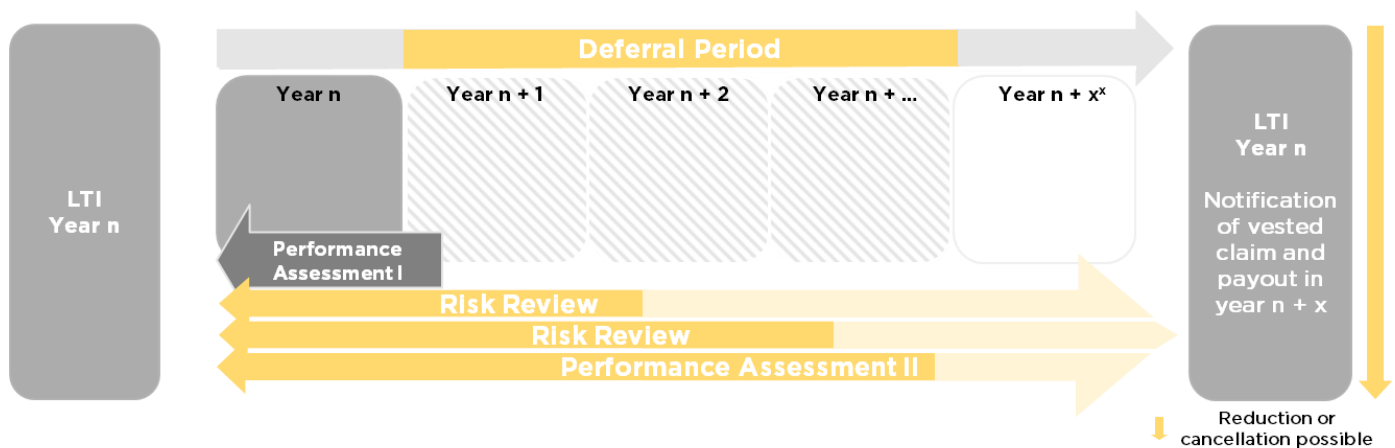 LTI
Year n
Deferral Period
Year n
Year n + 1
Year n + 2
Year n + ...
Year n + xˣ
Performance
Assessment I
Risk Review
Risk Review
Performance Assessment II
LTI
Year n
Notification
of vested
claim and
payout in
year n + x
Reduction or
cancellation possible